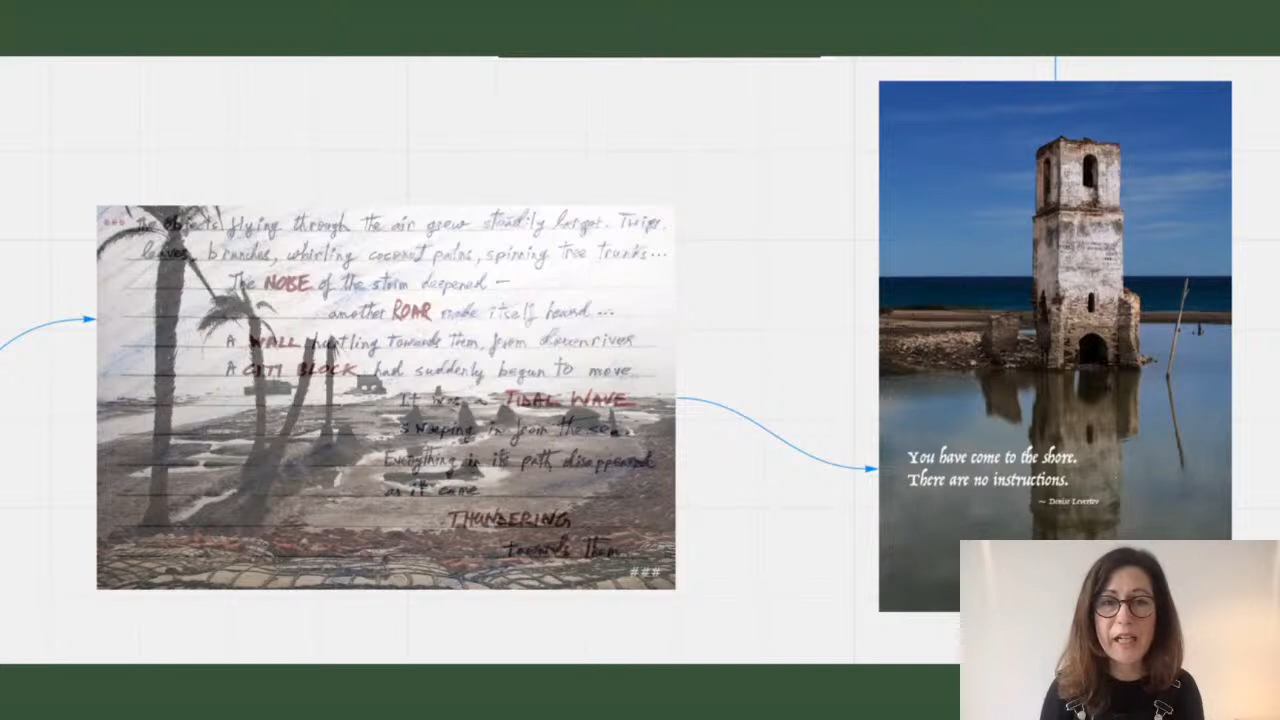 *** The objects flying through the air grew steadily larger. Twigs,
leaves, branches, whirling coconut palms, spinning tree trunks...
The NOISE of the storm deepened —
another ROAR made itself heard ...
A WALL hurtling towards them, from downriver
A CITY BLOCK had suddenly begun to move.
It was a TIDAL WAVE
sweeping in from the sea.
Everything in its path disappeared
as it came
THUNDERING
towards them
###
You have come to the shore.
There are no instructions.
~ Denise Levertov